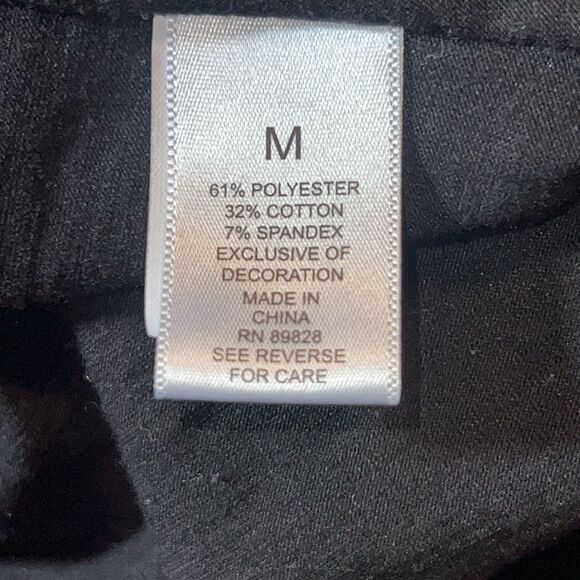 M
61% POLYESTER
32% COTTON
7% SPANDEX
EXCLUSIVE OF
DECORATION
MADE IN
CHINA
RN 89828
SEE REVERSE
FOR CARE